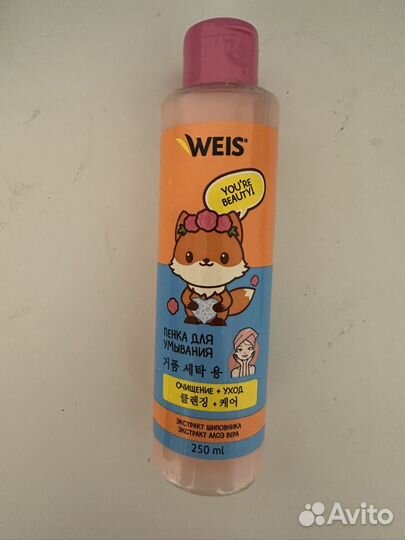 WEIS®
YOU'RE
BEAUTY!
ПЕНКА ДЛЯ
УМЫВАНИЯ
거품 세탁 용
ОЧИЩЕНИЕ + УХОД
클렌징 + 케어
ЭКСТРАКТ ШИПОВНИКА
ЭКСТРАКТ АЛОЭ ВЕРА
250 ml
Avito